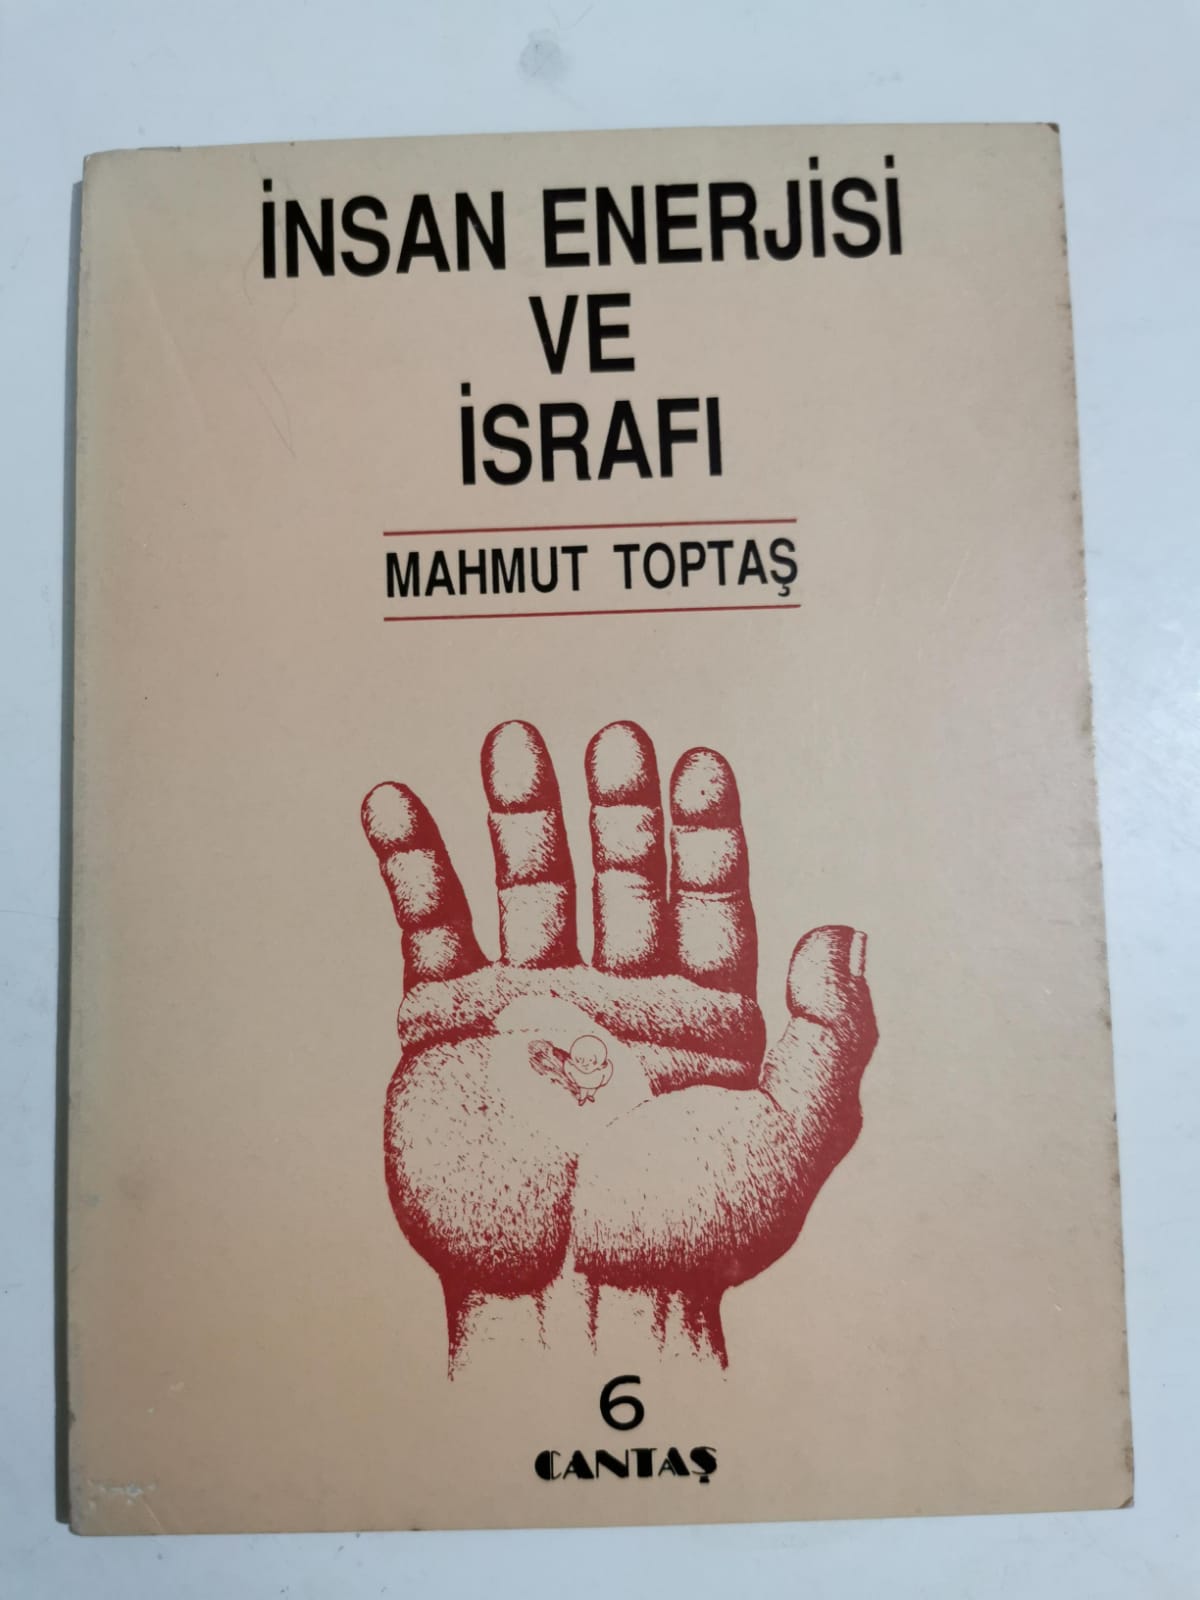 İNSAN ENERJİSİ
VE
İSRAFI
MAHMUT TOPTAŞ
6
CANTAŞ